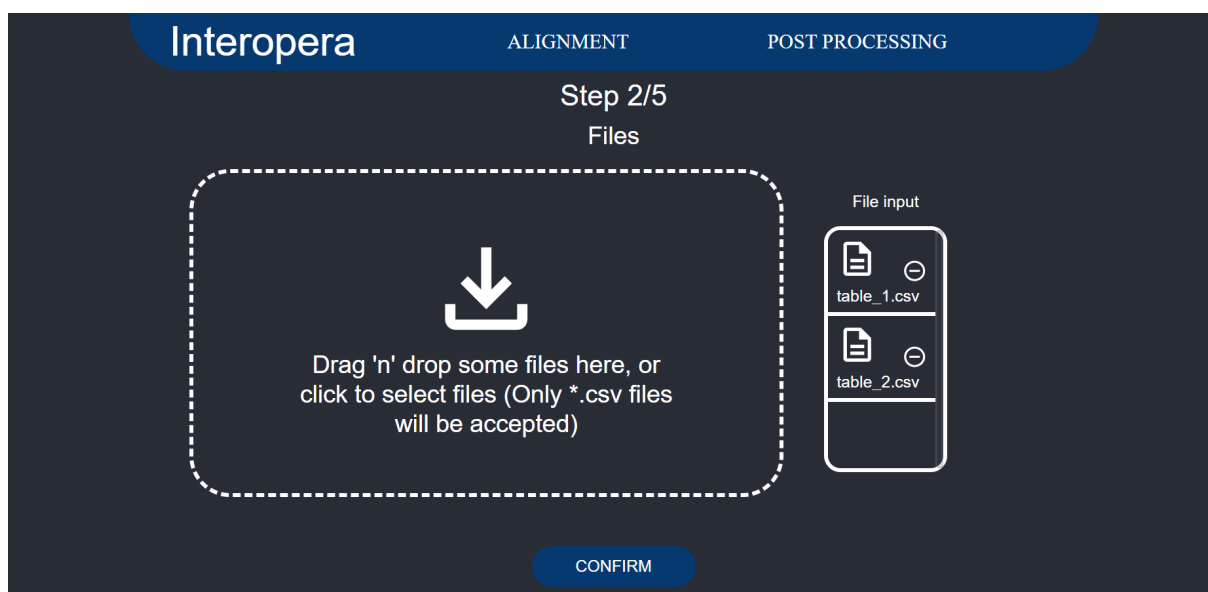 Interopera
ALIGNMENT
POST PROCESSING
Step 2/5
Files
Drag 'n' drop some files here, or
click to select files (Only *.csv files
will be accepted)
File input
table_1.csv
table_2.csv
CONFIRM